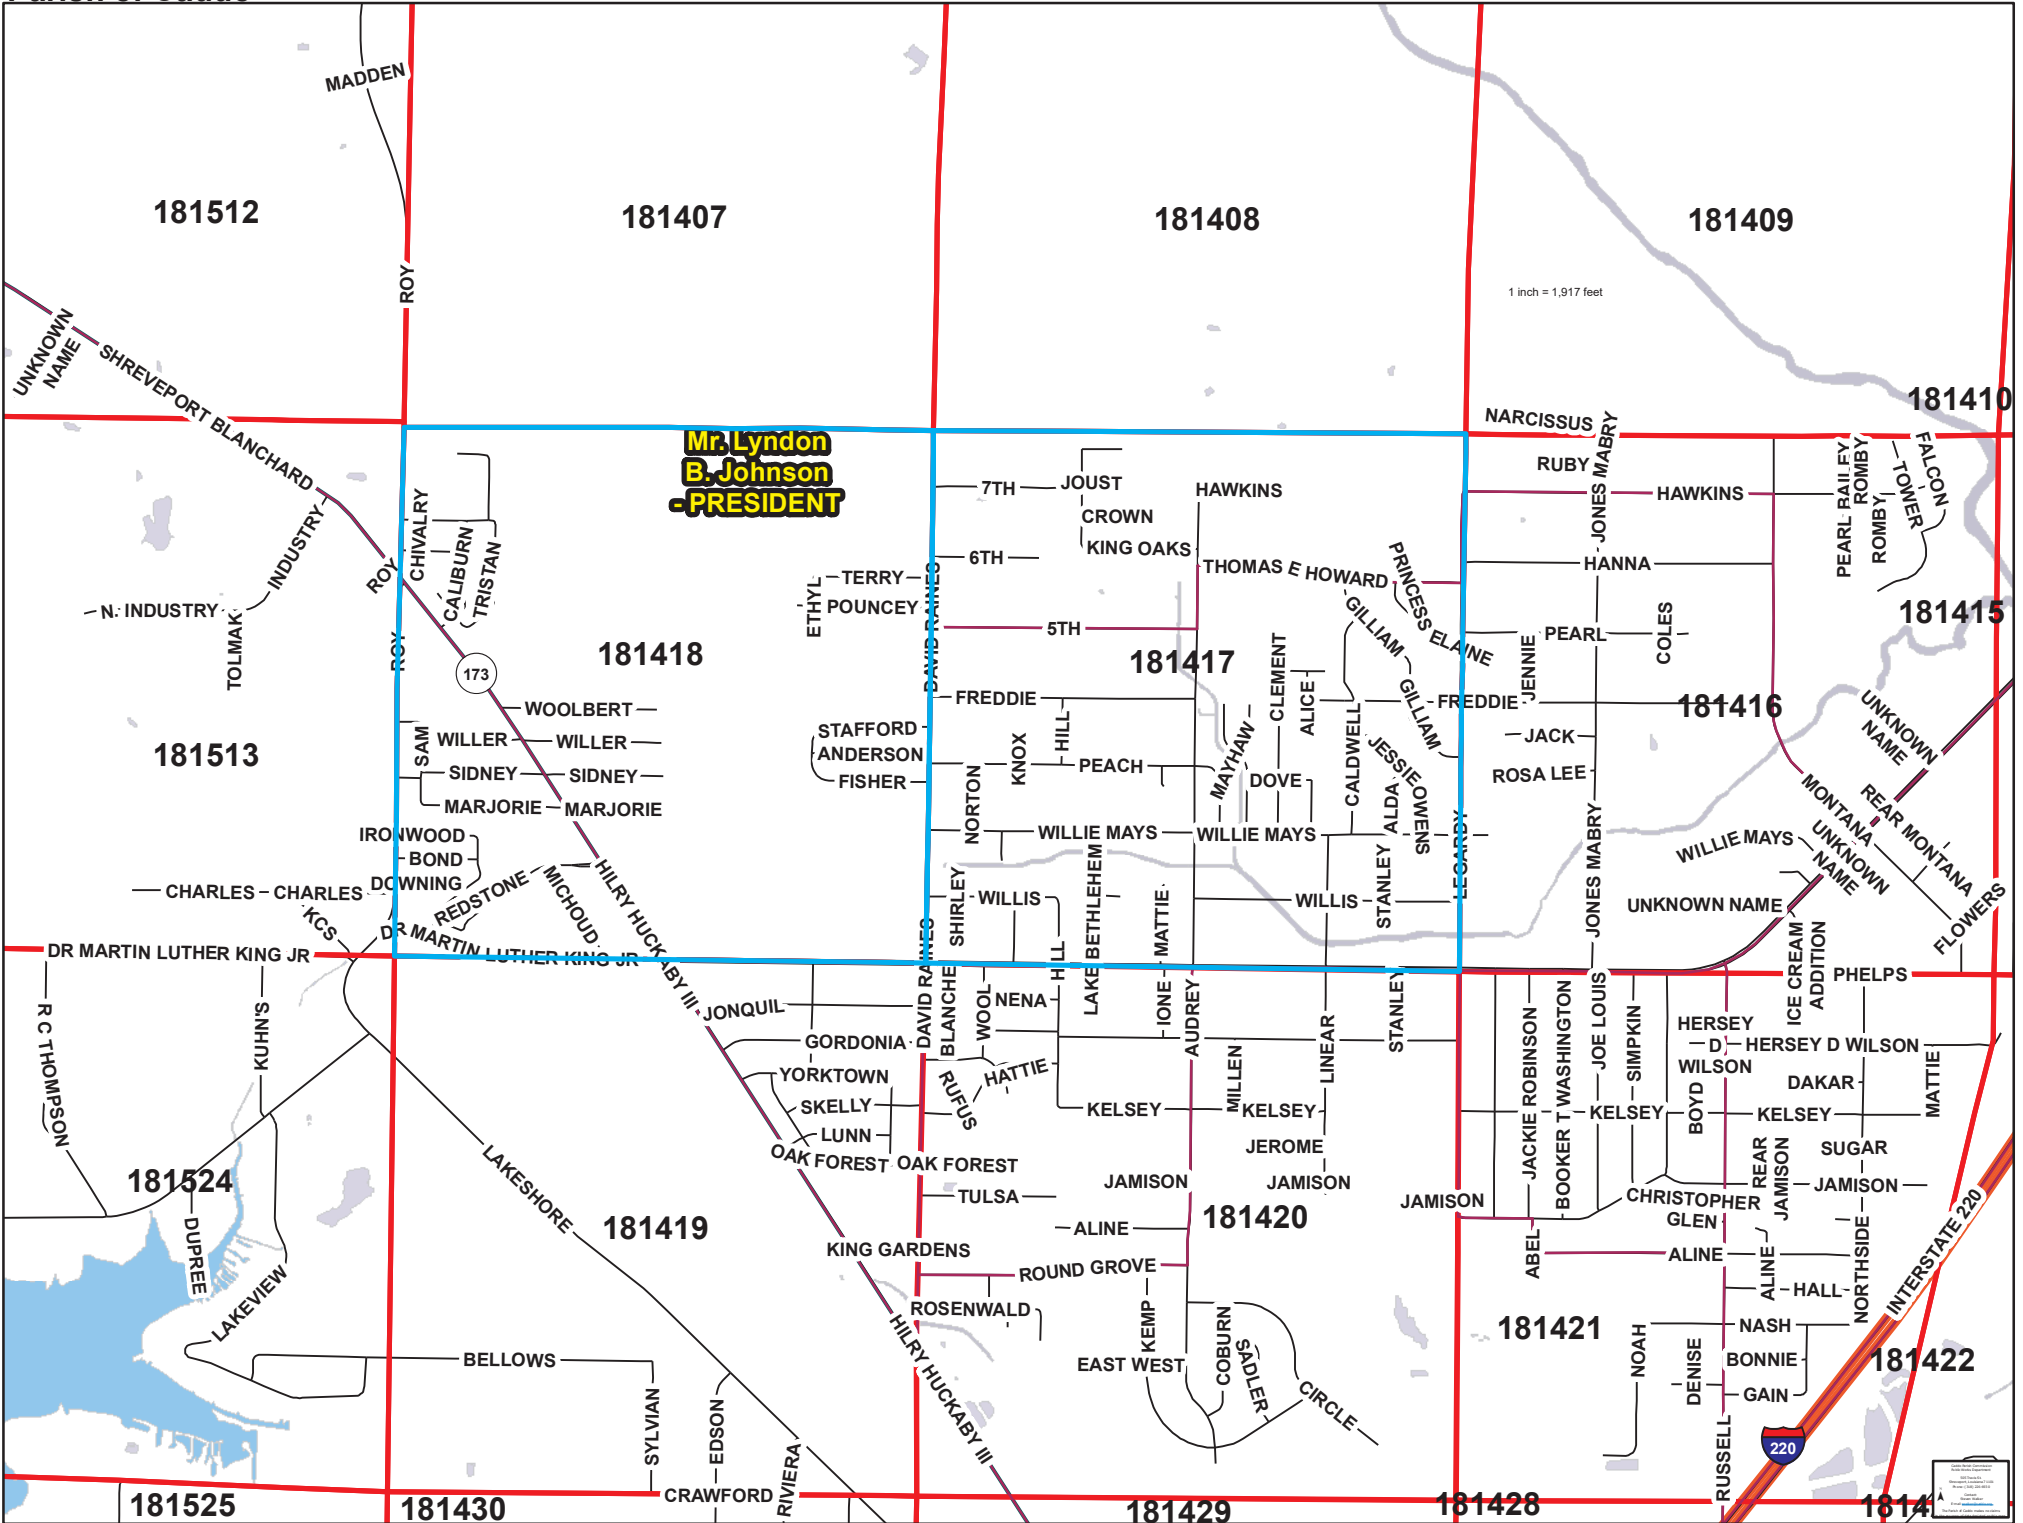 MADDEN
181512
181407
181408
181409
ROY
1 inch = 1,917 feet
UNKNOWN
NAME
SHREVEPORT BLANCHARD
181410
NARCISSUS
Mr. Lyndon
B. Johnson
- PRESIDENT
RUBY
JONES MABRY
HAWKINS
PEARL BAILEY
ROMBY
ROMBY
TOWER
FALCON
7TH
JOUST
HAWKINS
CROWN
KING OAKS
6TH
THOMAS E HOWARD
PRINCESS ELAINE
HANNA
CHIVALRY
CALIBURN
TRISTAN
INDUSTRY
ROY
N. INDUSTRY
TOLMAK
ROY
TERRY
POUNCEY
ETHYL
DAVID RAINES
5TH
GILLIAM
GILLIAM
PEARL
COLES
JENNIE
181415
181418
181417
173
CLEMENT
ALICE
WOOLBERT
FREDDIE
FREDDIE
181416
UNKNOWN
NAME
181513
SAM
WILLER
WILLER
STAFFORD
ANDERSON
FISHER
HILL
KNOX
PEACH
MAYHAW
DOVE
CALDWELL
JESSIE OWENS
ALDA
JACK
ROSA LEE
SIDNEY
SIDNEY
MARJORIE
MARJORIE
NORTON
WILLIE MAYS
WILLIE MAYS
LEGARDY
JONES MABRY
MONTANA
REAR MONTANA
WILLIE MAYS
UNKNOWN
NAME
IRONWOOD
BOND
DOWNING
CHARLES
CHARLES
REDSTONE
MICHOUD
HILRY HUCKABY III
KCS
DR MARTIN LUTHER KING JR
DR MARTIN LUTHER KING JR
SHIRLEY
WILLIS
WILLIS
LAKE BETHLEHEM
MATTIE
STANLEY
UNKNOWN NAME
FLOWERS
DAVID RAINES
HILL
ICE CREAM
ADDITION
PHELPS
R C THOMPSON
KUHN'S
JONQUIL
BLANCHE
WOOL
NENA
IONE
AUDREY
LINEAR
STANLEY
GORDONIA
YORKTOWN
SKELLY
LUNN
OAK FOREST
OAK FOREST
RUFUS
HATTIE
KELSEY
MILLEN
KELSEY
JEROME
JAMISON
JAMISON
JAMISON
JACKIE ROBINSON
BOOKER T WASHINGTON
JOE LOUIS
SIMPKIN
HERSEY
D
WILSON
HERSEY D WILSON
DAKAR
MATTIE
KELSEY
BOYD
KELSEY
SUGAR
REAR
JAMISON
JAMISON
CHRISTOPHER
GLEN
181524
DUPREE
LAKEVIEW
LAKESHORE
181419
TULSA
ALINE
181420
KING GARDENS
ROUND GROVE
ROSENWALD
ABEL
ALINE
ALINE
HALL
NORTHSIDE
INTERSTATE 220
HILRY HUCKABY III
KEMP
EAST WEST
COBURN
SADLER
CIRCLE
181421
NOAH
DENISE
NASH
BONNIE
GAIN
181422
BELLOWS
SYLVIAN
EDSON
RIVIERA
CRAWFORD
RUSSELL
220
181525
181430
181429
181428